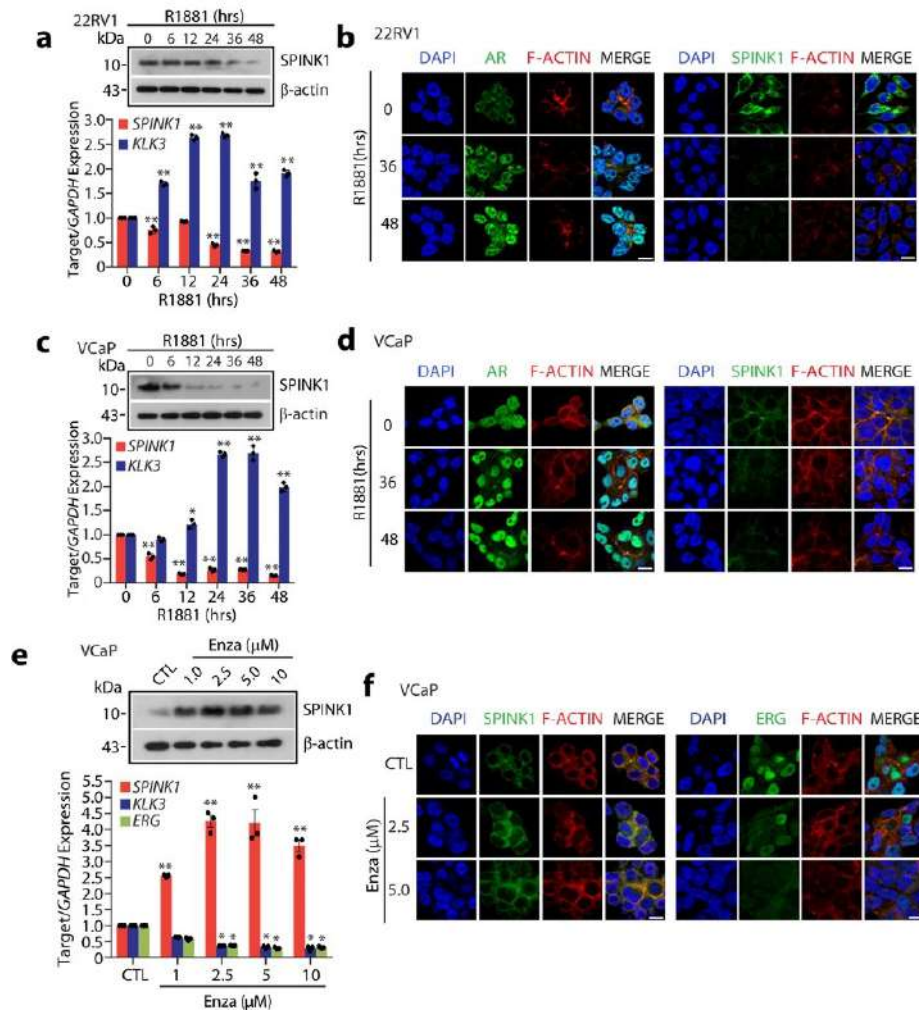 a
22RV1
R1881 (hrs)
kDa 0 6 12 24 36 48
10- SPINK1
43- β-actin
Target/GAPDH Expression
3.0
2.5
2.0
1.5
1.0
0.5
0
SPINK1
KLK3
** ** ** ** ** ** ** ** **
0 6 12 24 36 48
R1881 (hrs)
b
22RV1
DAPI AR F-ACTIN MERGE DAPI SPINK1 F-ACTIN MERGE
R1881(hrs)
0
36
48
c
VCaP
R1881 (hrs)
kDa 0 6 12 24 36 48
10- SPINK1
43- β-actin
Target/GAPDH Expression
3.0
2.5
2.0
1.5
1.0
0.5
0
SPINK1
KLK3
** ** * ** ** ** ** ** **
0 6 12 24 36 48
R1881 (hrs)
d
VCaP
DAPI AR F-ACTIN MERGE DAPI SPINK1 F-ACTIN MERGE
R1881(hrs)
0
36
48
e
VCaP
Enza (μM)
kDa CTL 1.0 2.5 5.0 10
10- SPINK1
43- β-actin
Target/GAPDH Expression
5.5
5.0
4.5
4.0
3.5
3.0
2.5
2.0
1.5
1.0
0.5
0
SPINK1
KLK3
ERG
** ** * * ** * * ** * *
CTL 1 2.5 5 10
Enza (μM)
f
VCaP
DAPI SPINK1 F-ACTIN MERGE DAPI ERG F-ACTIN MERGE
CTL
Enza (μM)
2.5
5.0